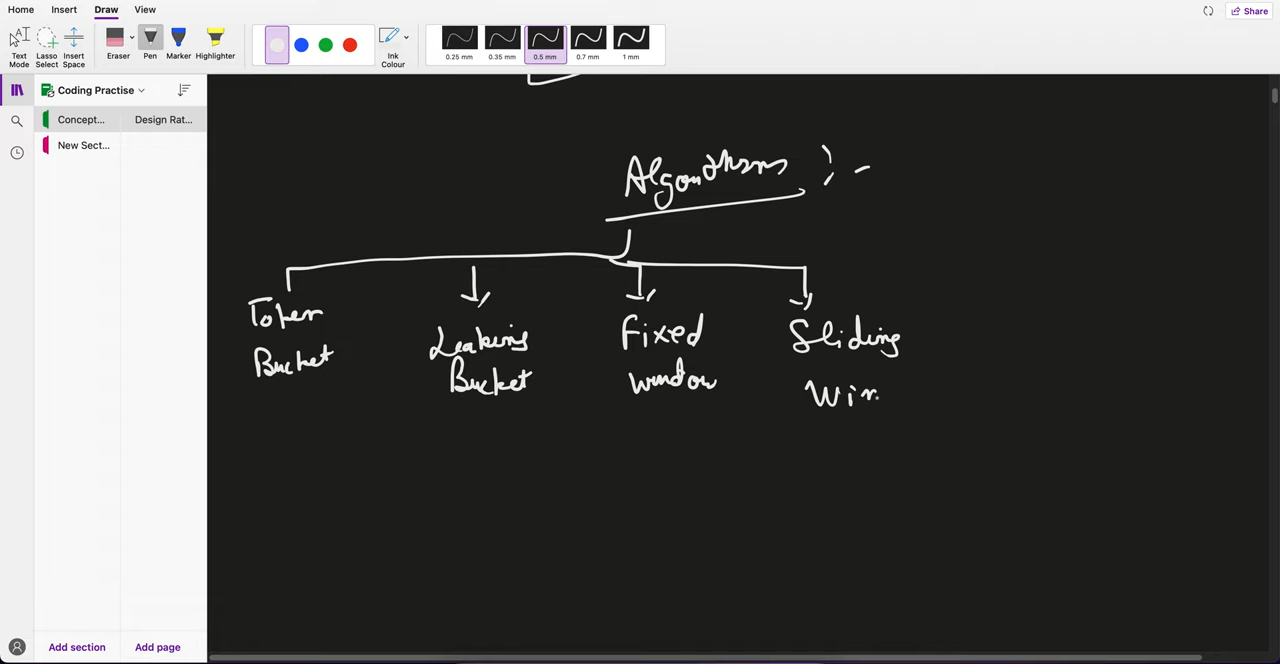 Home Insert Draw View
Share
Text Mode
Lasso Select
Insert Space
Eraser
Pen
Marker
Highlighter
Ink Colour
0.25 mm
0.35 mm
0.5 mm
0.7 mm
1 mm
Coding Practise
Concept...
Design Rat...
New Sect...
Algorithms :-
Token
Bucket
Leaking
Bucket
Fixed
window
Sliding
Win
Add section
Add page